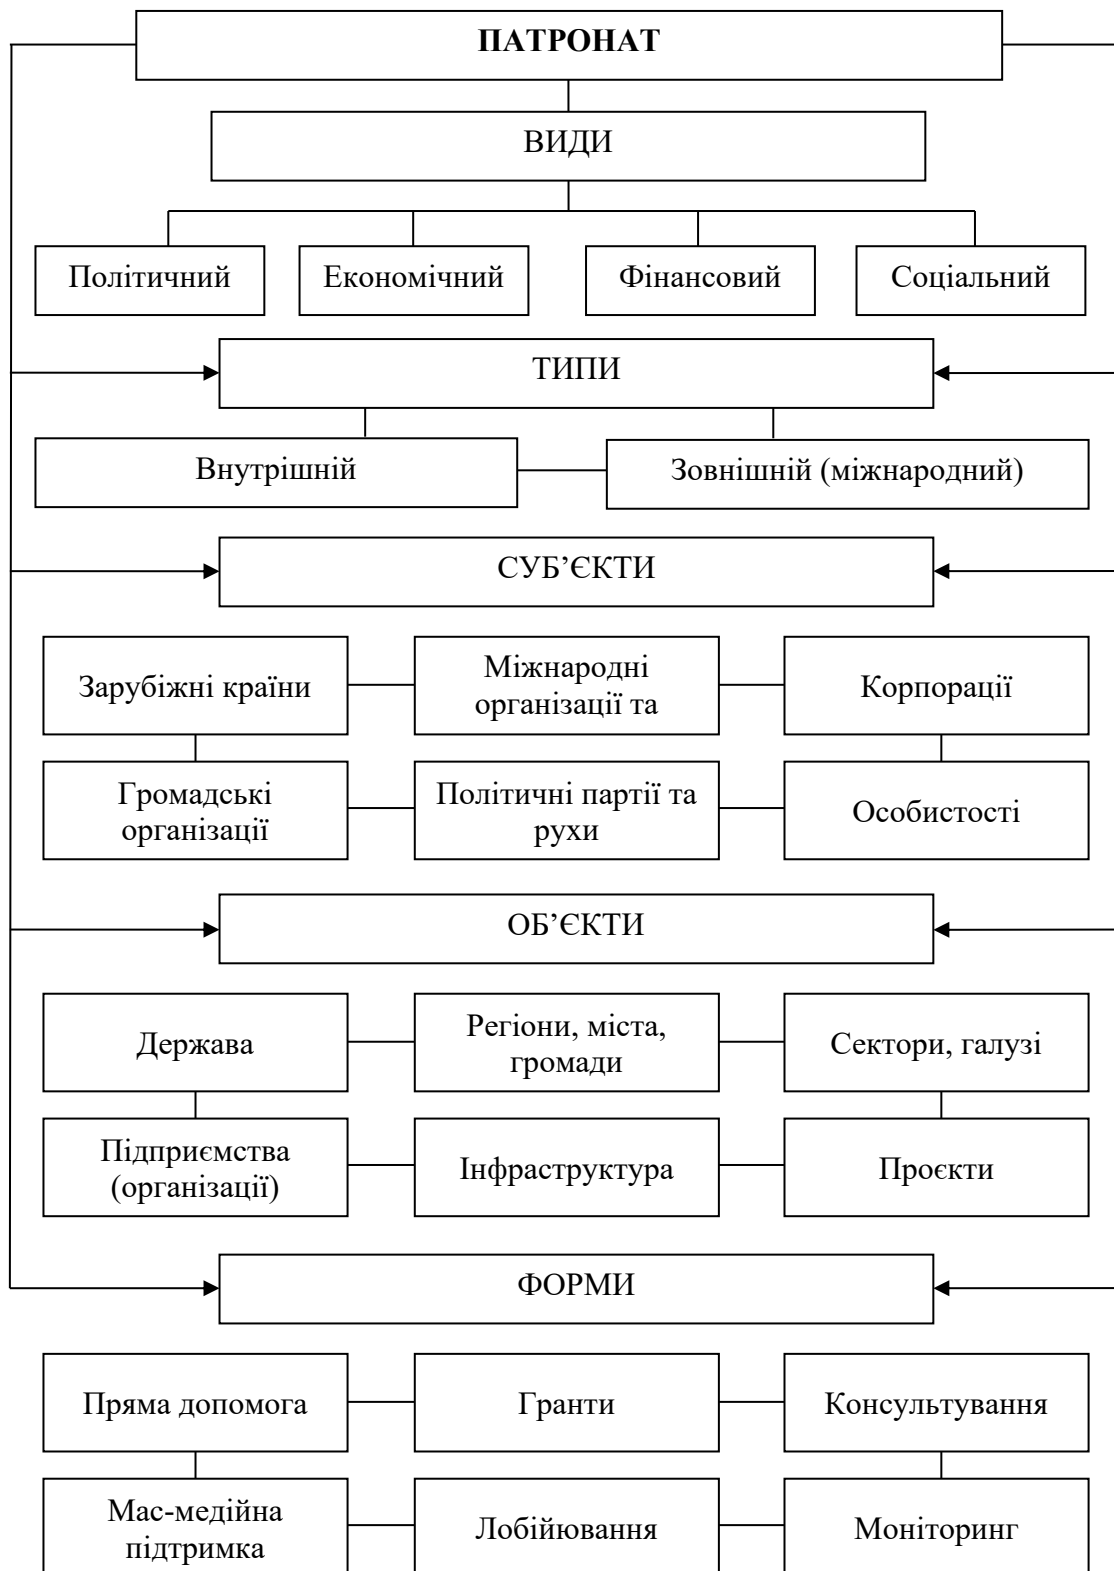 ПАТРОНАТ
ВИДИ
Політичний
Економічний
Фінансовий
Соціальний
ТИПИ
Внутрішній
Зовнішній (міжнародний)
СУБ’ЄКТИ
Зарубіжні країни
Міжнародні
організації та
Корпорації
Громадські
організації
Політичні партії та
рухи
Особистості
ОБ’ЄКТИ
Держава
Регіони, міста,
громади
Сектори, галузі
Підприємства
(організації)
Інфраструктура
Проєкти
ФОРМИ
Пряма допомога
Гранти
Консультування
Мас-медійна
підтримка
Лобійювання
Моніторинг